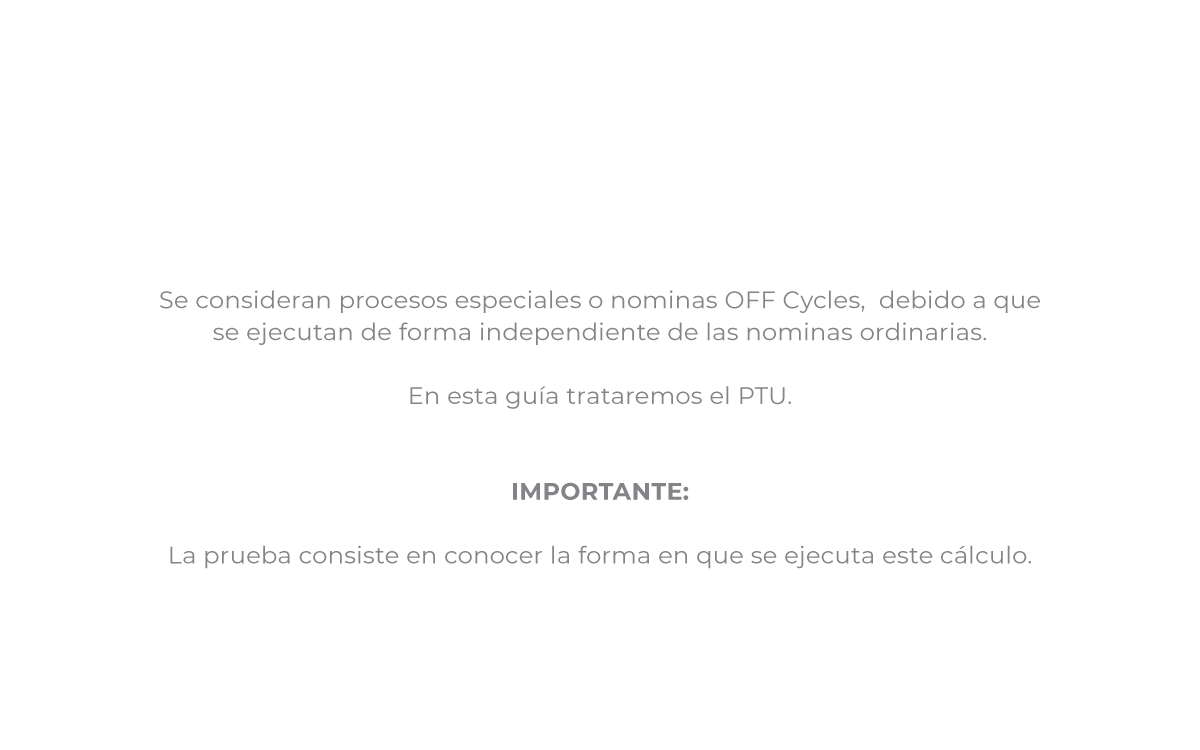 Se consideran procesos especiales o nominas OFF Cycles,  debido a que
se ejecutan de forma independiente de las nominas ordinarias.
En esta guía trataremos el PTU.
IMPORTANTE:
La prueba consiste en conocer la forma en que se ejecuta este cálculo.